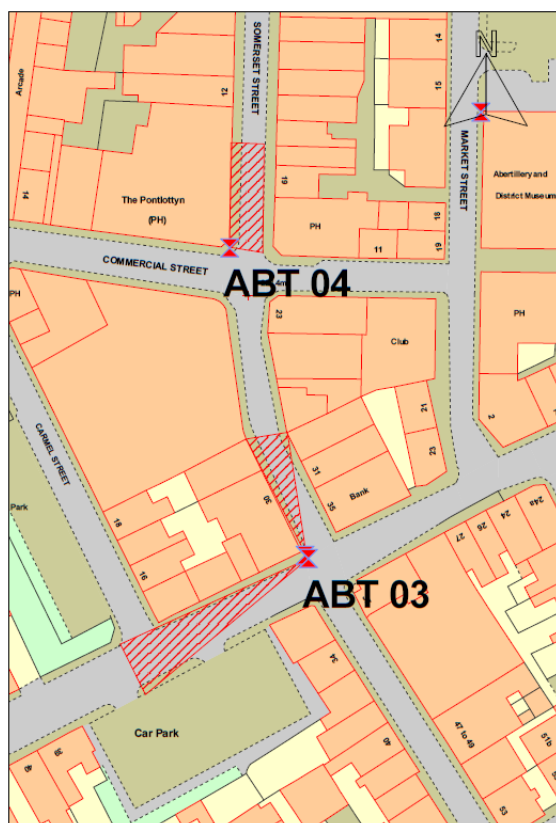 SOMERSET STREET
14
N
Arcade
15
12
MARKET STREET
Abertillery and
District Museum
14
The Pontlottyn
(PH)
19
PH
18
19
11
COMMERCIAL STREET
ABT 04
4m
PH
23
Club
PH
CARMEL STREET
21
2
31
23
Bank
35
30
Park
18
16
24a
24
26
27
ABT 03
34
Car Park
40
47 to 49
51b
53